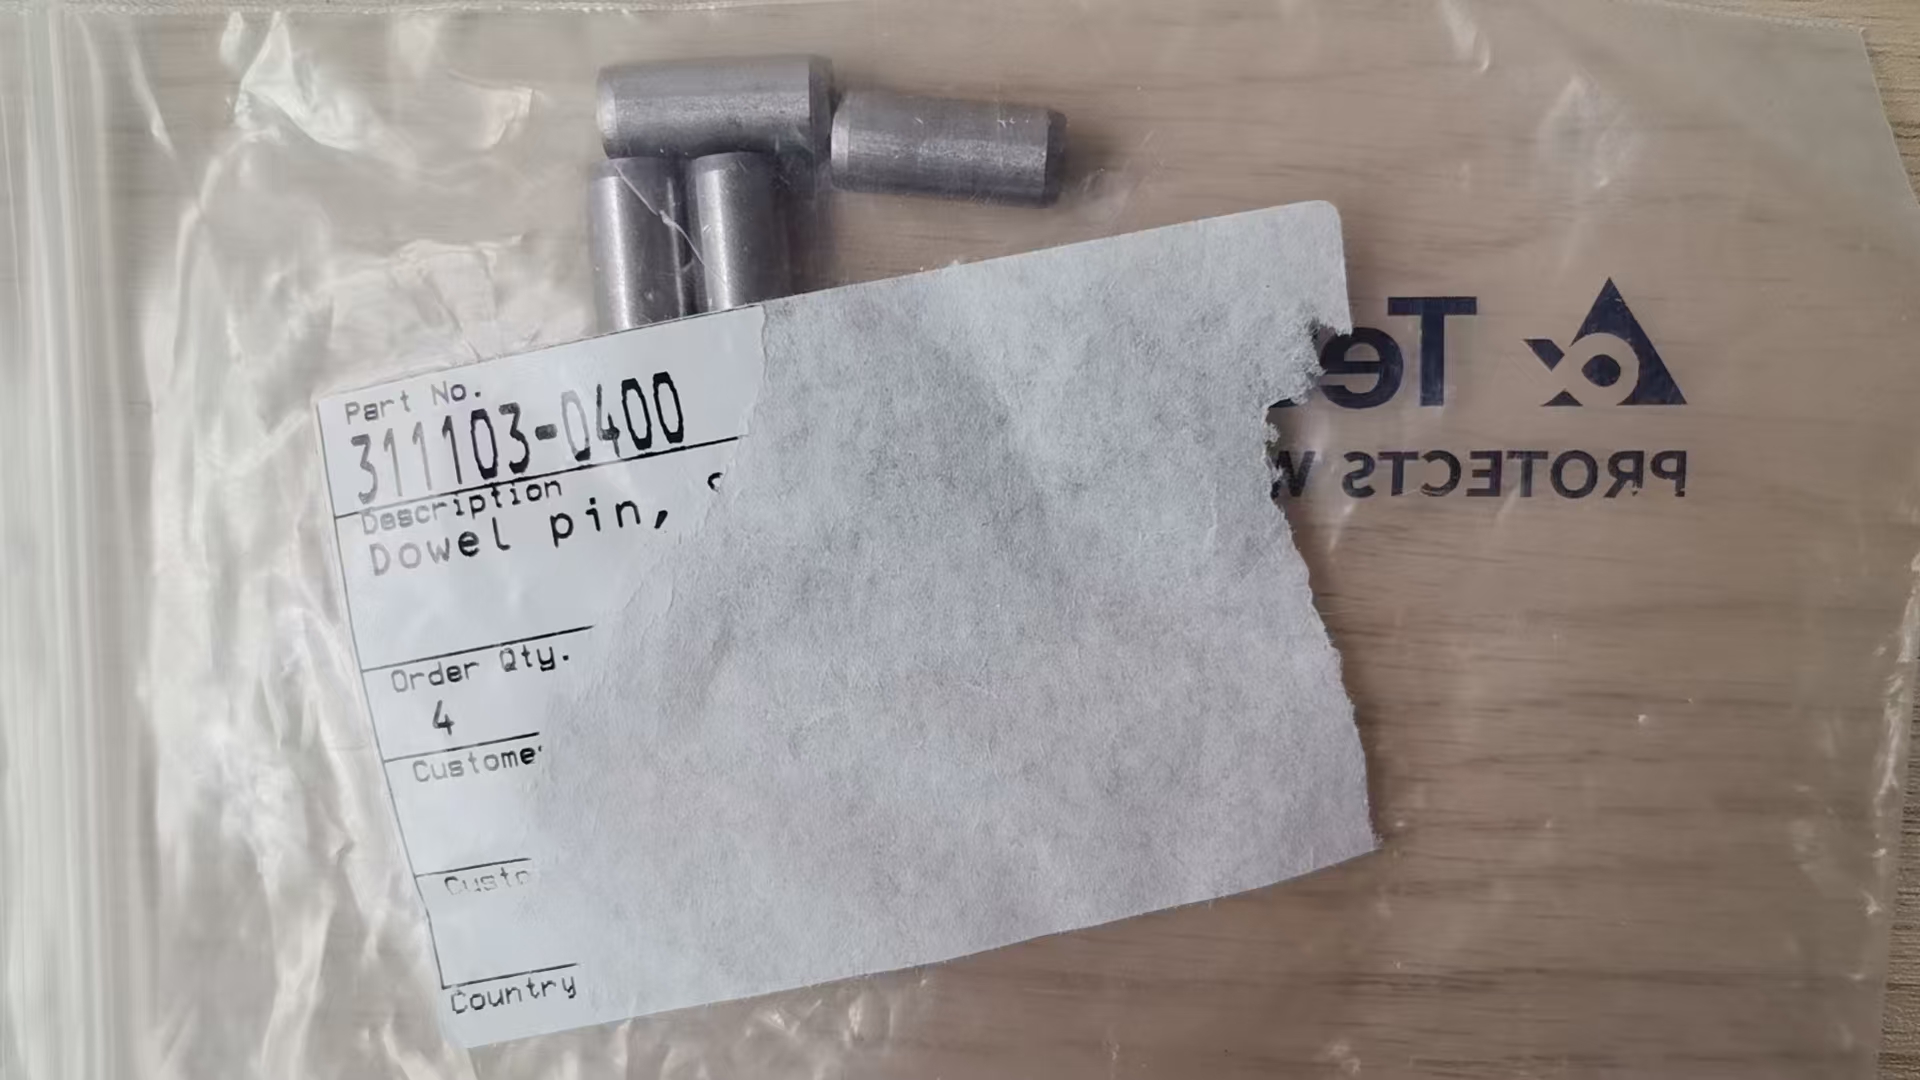 Part No.
311103-0400
Description
Dowel pin,
Order Qty.
4
Custome
Custo
Country
Te
PROTECTS